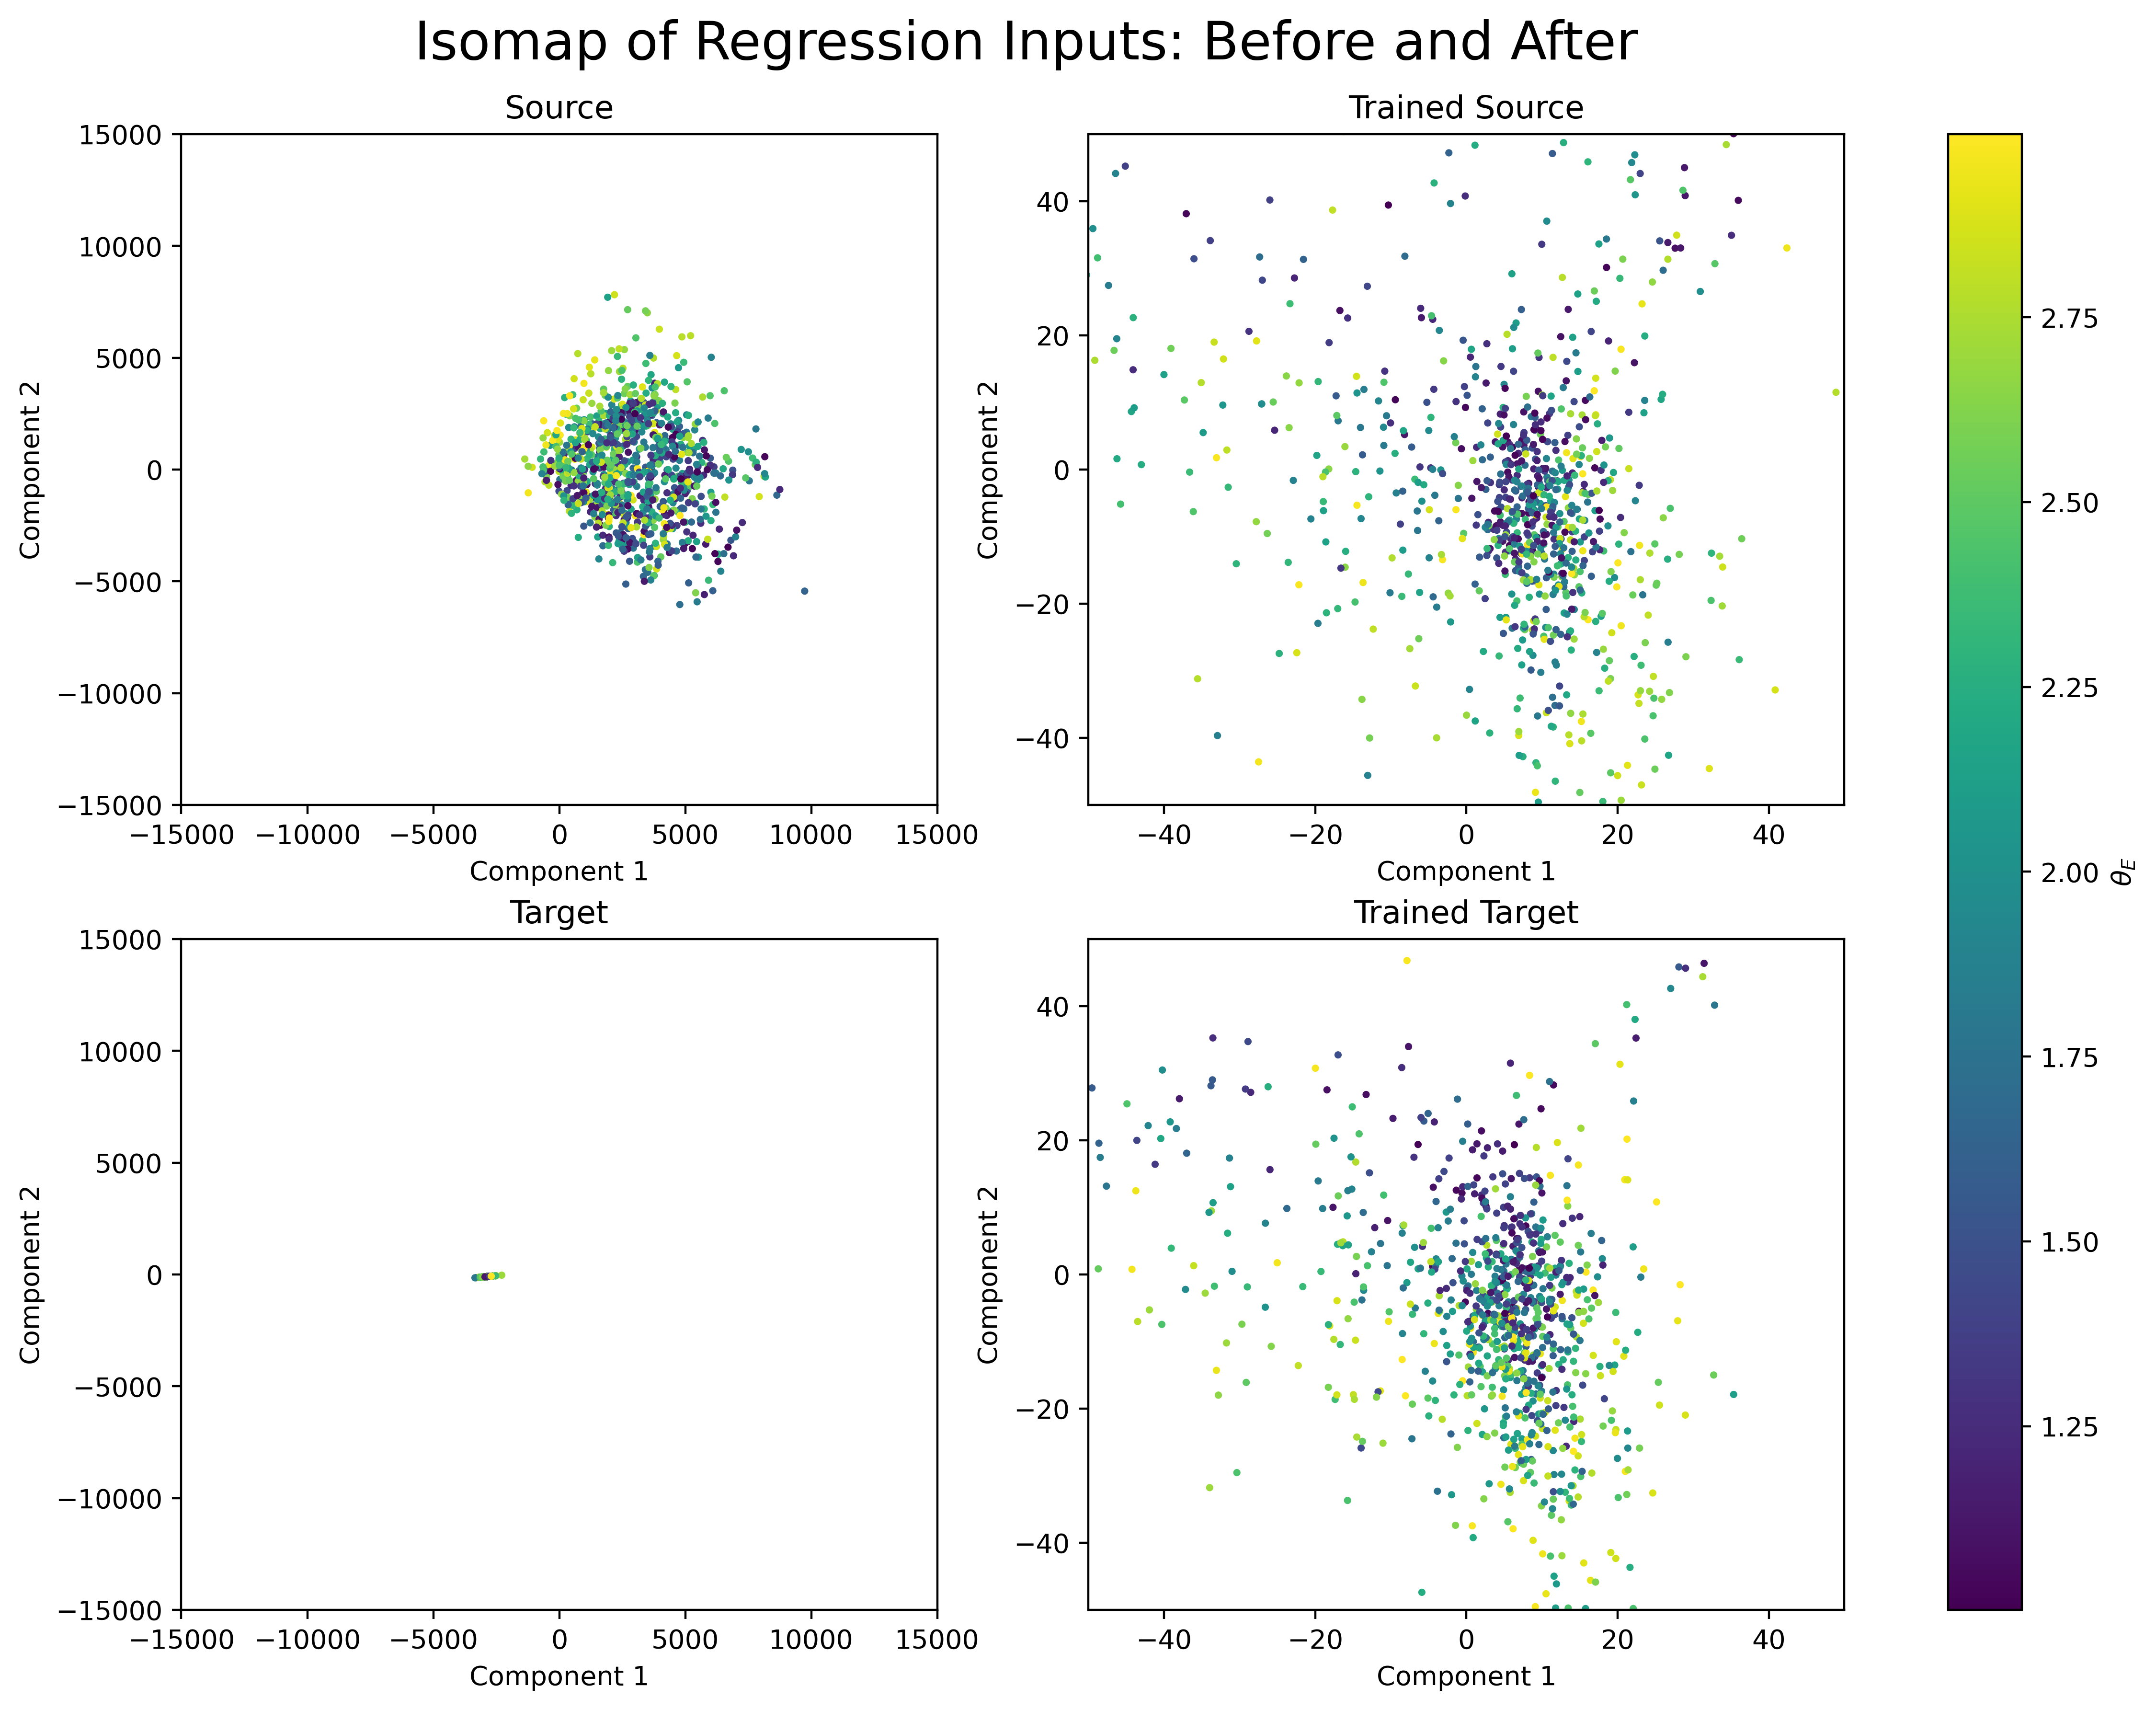 Isomap of Regression Inputs: Before and After
Source
Component 2
15000
10000
5000
0
−5000
−10000
−15000
−15000 −10000 −5000 0 5000 10000 15000
Component 1
Trained Source
Component 2
40
20
0
−20
−40
−40 −20 0 20 40
Component 1
Target
Component 2
15000
10000
5000
0
−5000
−10000
−15000
−15000 −10000 −5000 0 5000 10000 15000
Component 1
Trained Target
Component 2
40
20
0
−20
−40
−40 −20 0 20 40
Component 1
2.75
2.50
2.25
2.00
1.75
1.50
1.25
θ_E